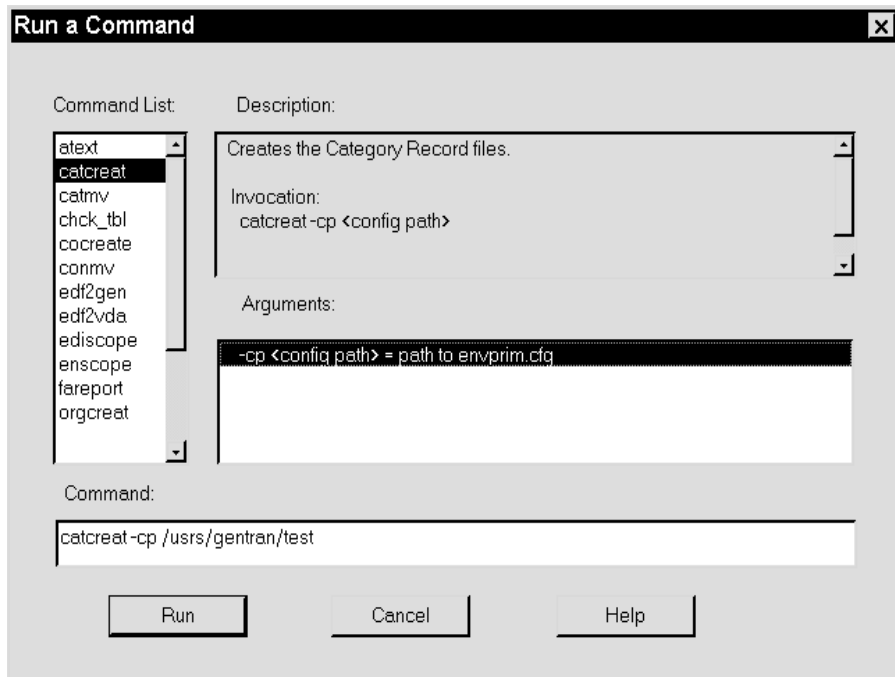 Run a Command
Command List:
Description:
atext
catcreat
catmv
chck_tbl
cocreate
conmv
edf2gen
edf2vda
ediscope
enscope
fareport
orgcreat
Creates the Category Record files.
Invocation:
catcreat -cp <config path>
Arguments:
-cp <config path> = path to envprim.cfg
Command:
catcreat -cp /usrs/gentran/test
Run
Cancel
Help